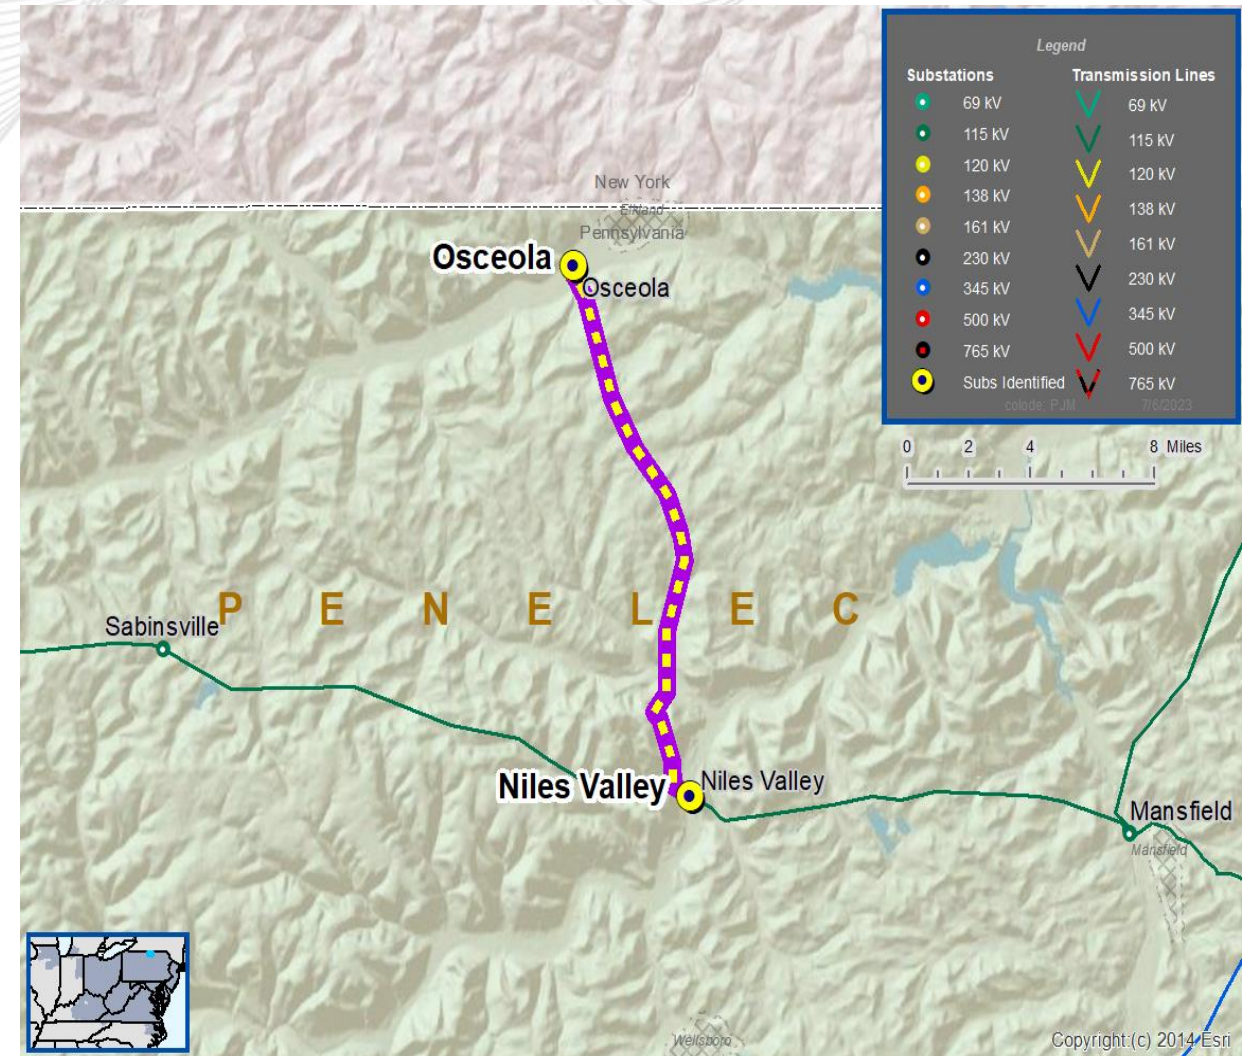 Legend
Substations
Transmission Lines
69 kV
69 kV
115 kV
115 kV
120 kV
120 kV
138 kV
138 kV
161 kV
161 kV
230 kV
230 kV
345 kV
345 kV
500 kV
500 kV
765 kV
765 kV
Subs Identified
colode, PJM
7/6/2023
0 2 4 8 Miles
New York
Elkland
Pennsylvania
Osceola
Osceola
P E N E L E C
Sabinsville
Niles Valley
Niles Valley
Mansfield
Mansfield
Wellsboro
Copyright:(c) 2014 Esri